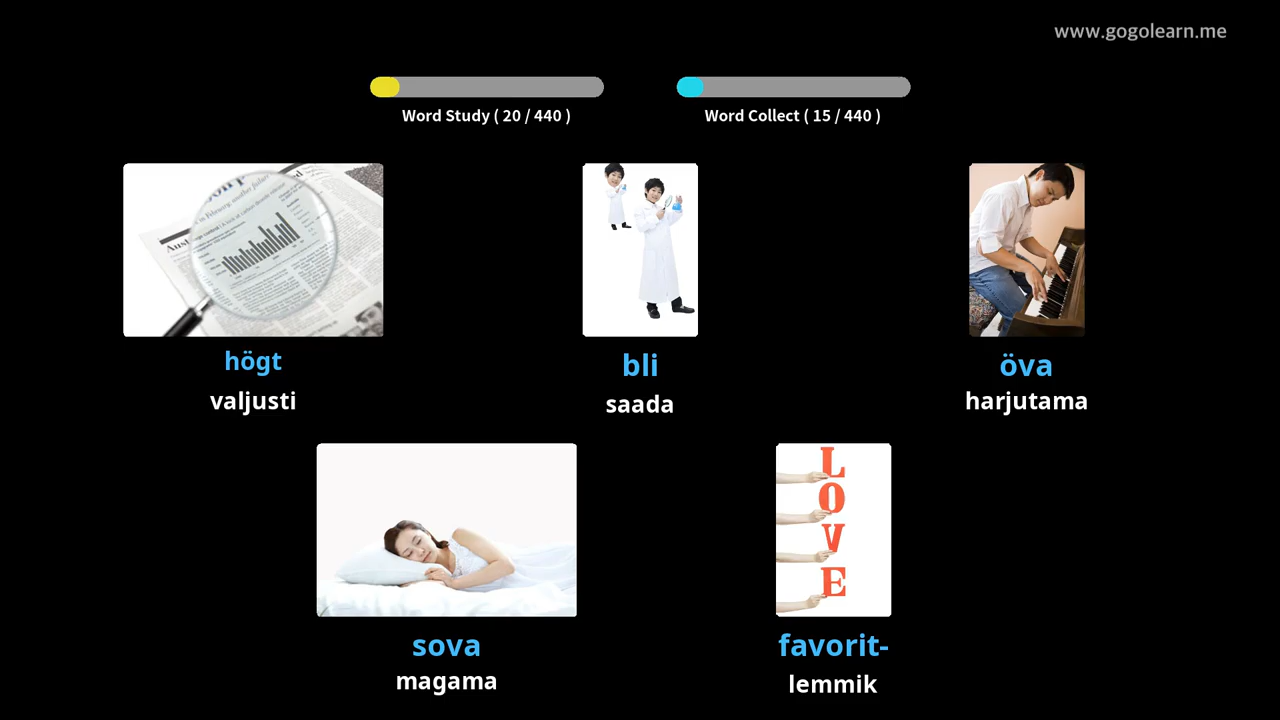 www.gogolearn.me
Word Study ( 20 / 440 )
Word Collect ( 15 / 440 )
högt
valjusti
bli
saada
öva
harjutama
L
O
V
E
sova
magama
favorit-
lemmik